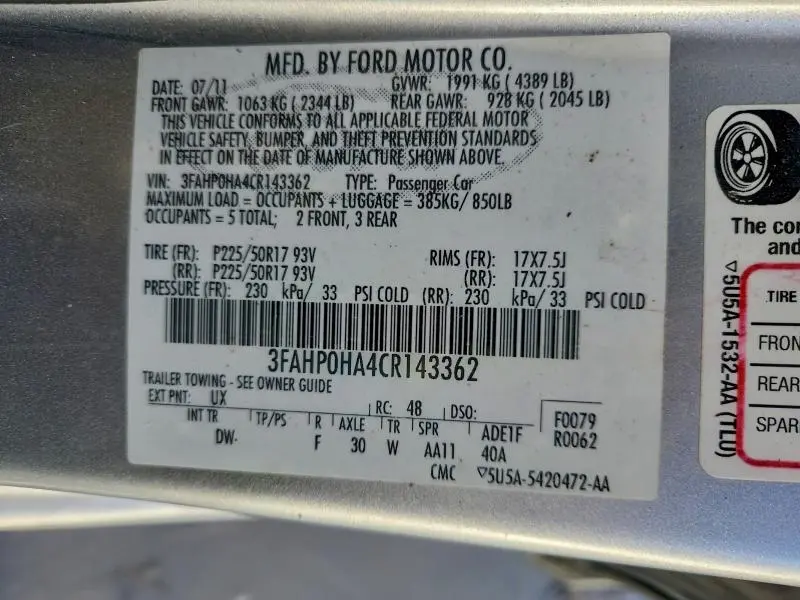 MFD. BY FORD MOTOR CO.
DATE: 07/11 GVWR: 1991 KG ( 4389 LB)
FRONT GAWR: 1063 KG ( 2344 LB) REAR GAWR: 928 KG ( 2045 LB)
THIS VEHICLE CONFORMS TO ALL APPLICABLE FEDERAL MOTOR
VEHICLE SAFETY, BUMPER, AND THEFT PREVENTION STANDARDS
IN EFFECT ON THE DATE OF MANUFACTURE SHOWN ABOVE.
VIN: 3FAHP0HA4CR143362 TYPE: Passenger Car
MAXIMUM LOAD = OCCUPANTS + LUGGAGE = 385KG/ 850LB
OCCUPANTS = 5 TOTAL; 2 FRONT, 3 REAR
TIRE (FR): P225/50R17 93V RIMS (FR): 17X7.5J
(RR): P225/50R17 93V (RR): 17X7.5J
PRESSURE (FR): 230 kPa/ 33 PSI COLD (RR): 230 kPa/ 33 PSI COLD
3FAHP0HA4CR143362
TRAILER TOWING - SEE OWNER GUIDE
EXT PNT: UX RC: 48 DSO: F0079
INT TR TP/PS R AXLE TR SPR ADE1F R0062
DW. F 30 W AA11 40A
CMC ▽5U5A-5420472-AA
▽5U5A-1532-AA (TLU)
The co
and
TIRE
FRON
REAR
SPAR